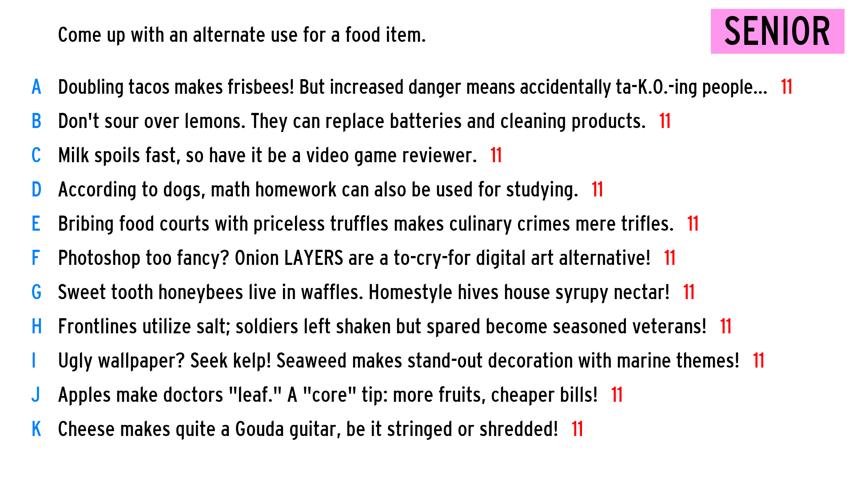 Come up with an alternate use for a food item.
SENIOR
A Doubling tacos makes frisbees! But increased danger means accidentally ta-K.O.-ing people... 11
B Don't sour over lemons. They can replace batteries and cleaning products. 11
C Milk spoils fast, so have it be a video game reviewer. 11
D According to dogs, math homework can also be used for studying. 11
E Bribing food courts with priceless truffles makes culinary crimes mere trifles. 11
F Photoshop too fancy? Onion LAYERS are a to-cry-for digital art alternative! 11
G Sweet tooth honeybees live in waffles. Homestyle hives house syrupy nectar! 11
H Frontlines utilize salt; soldiers left shaken but spared become seasoned veterans! 11
I Ugly wallpaper? Seek kelp! Seaweed makes stand-out decoration with marine themes! 11
J Apples make doctors "leaf." A "core" tip: more fruits, cheaper bills! 11
K Cheese makes quite a Gouda guitar, be it stringed or shredded! 11